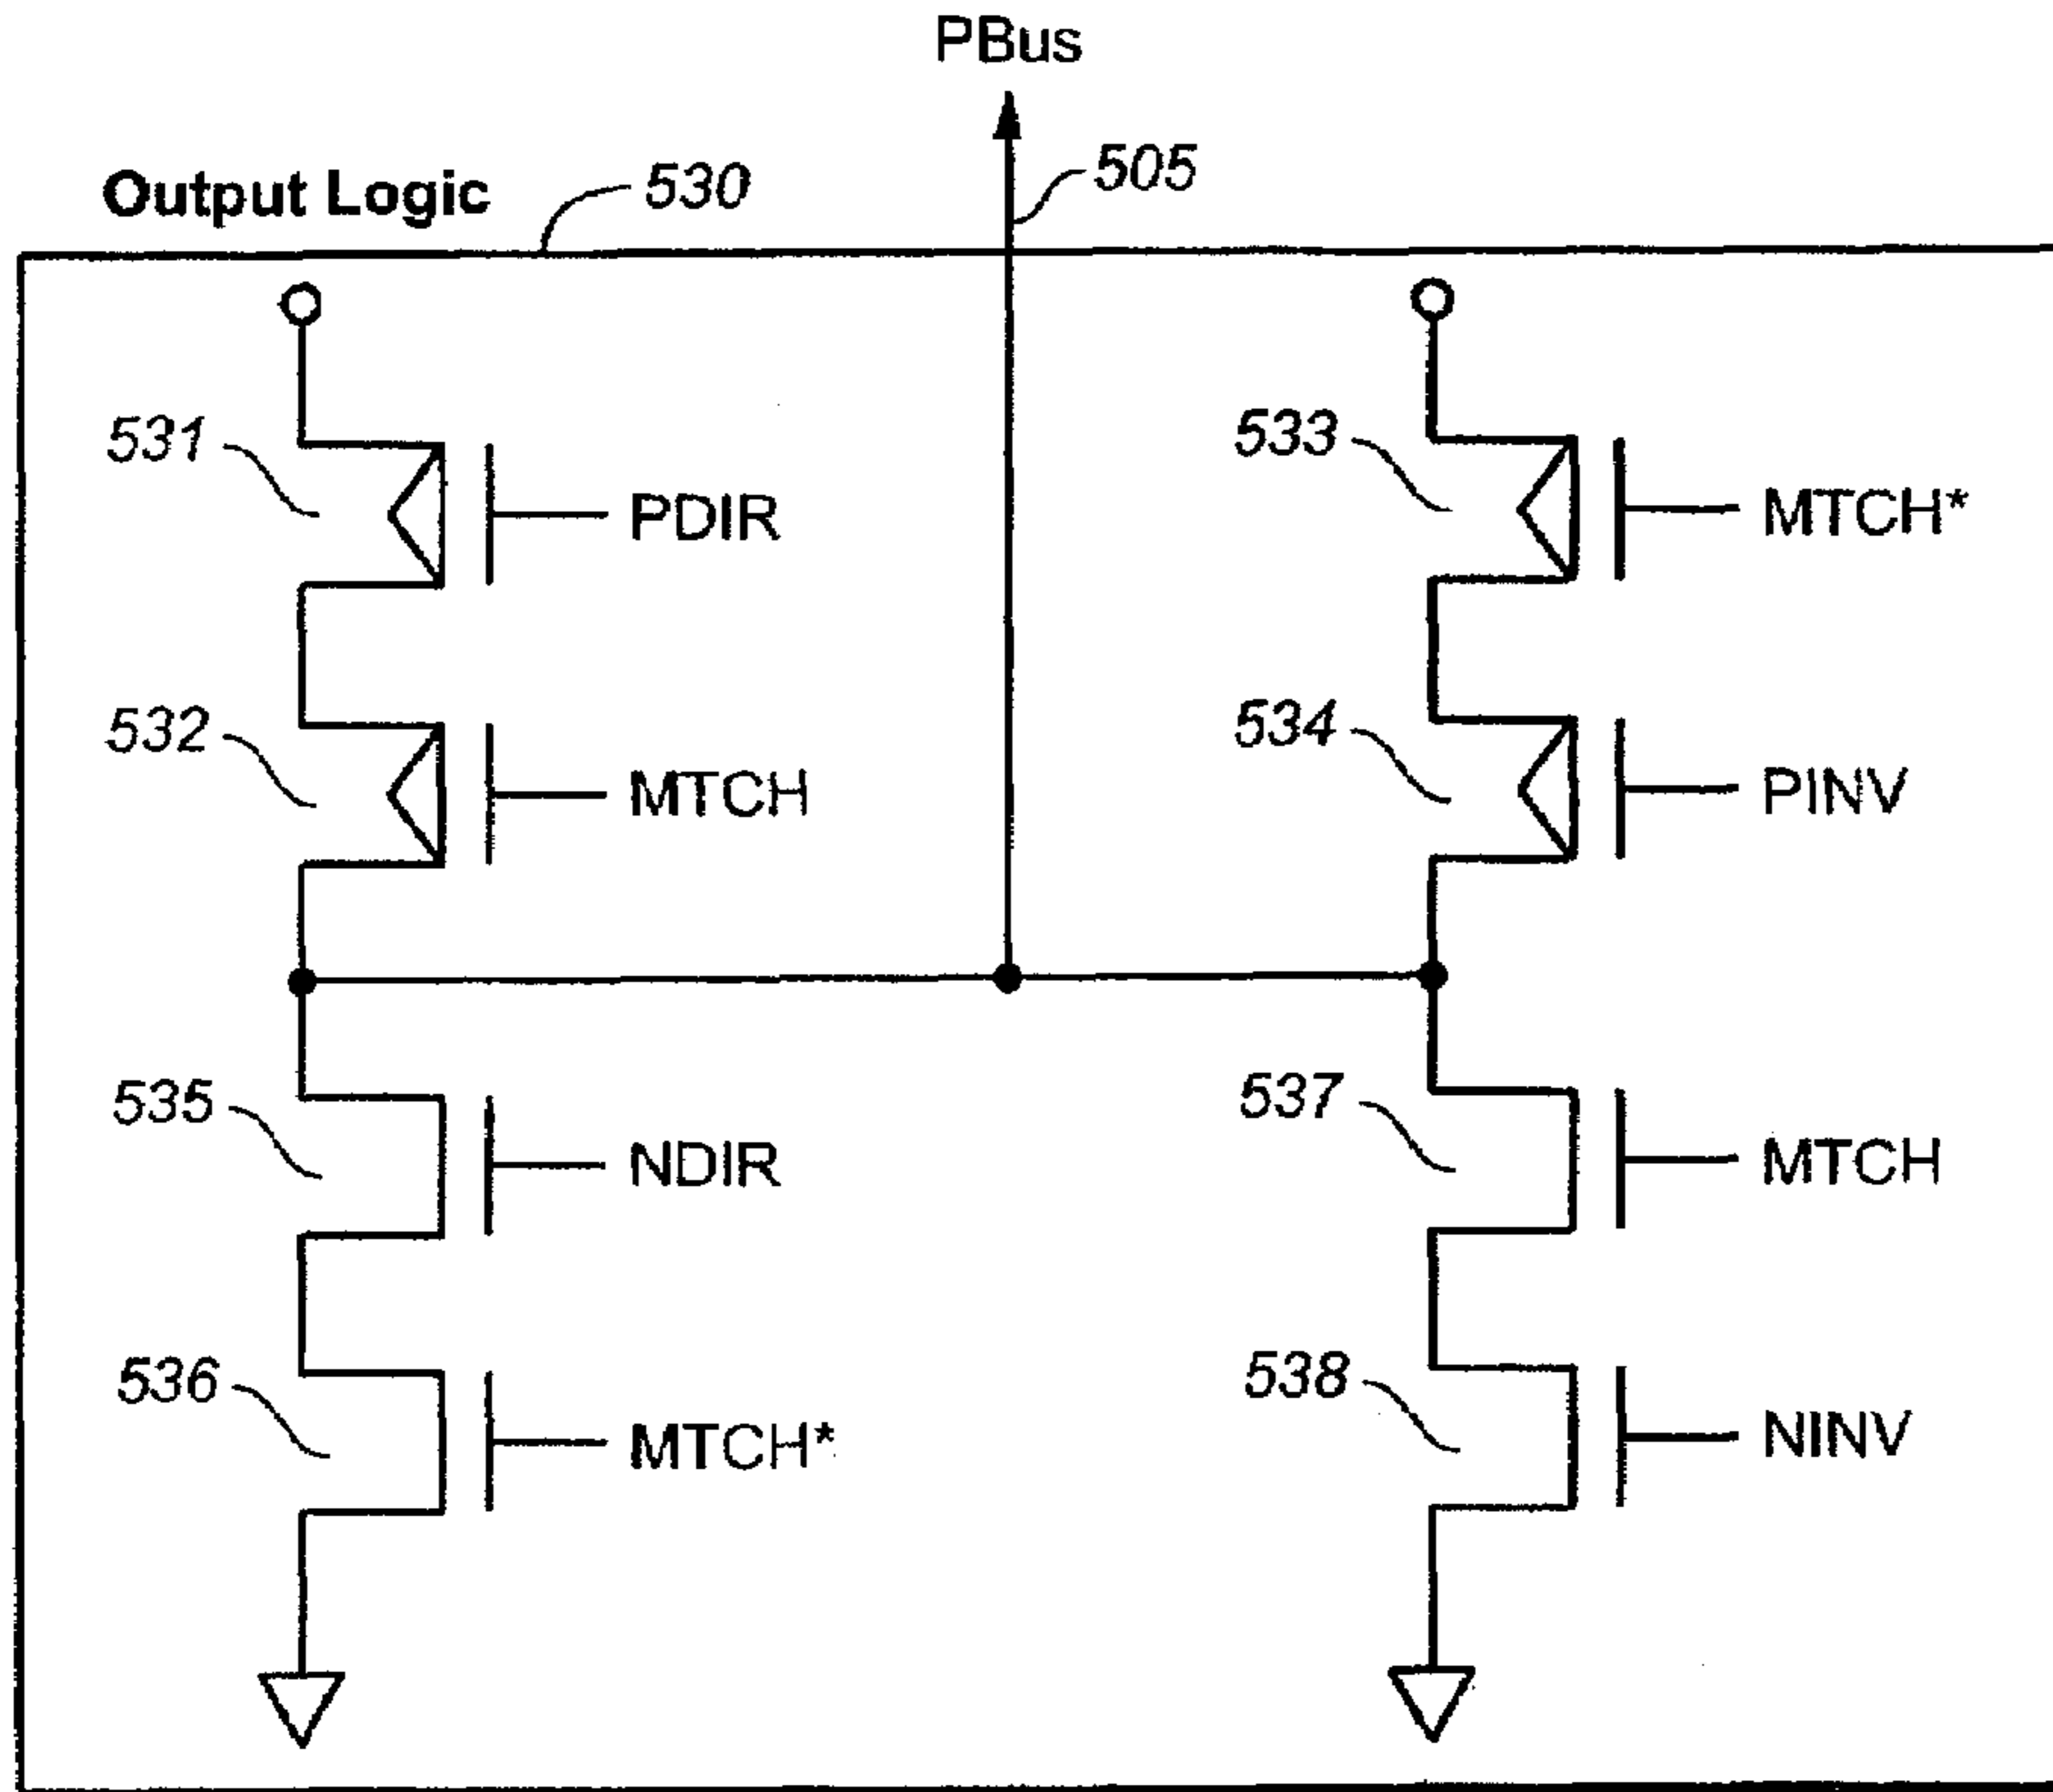 PBus
505
Output Logic
530
531
PDIR
533
MTCH*
532
MTCH
534
PINV
535
NDIR
537
MTCH
536
MTCH*
538
NINV